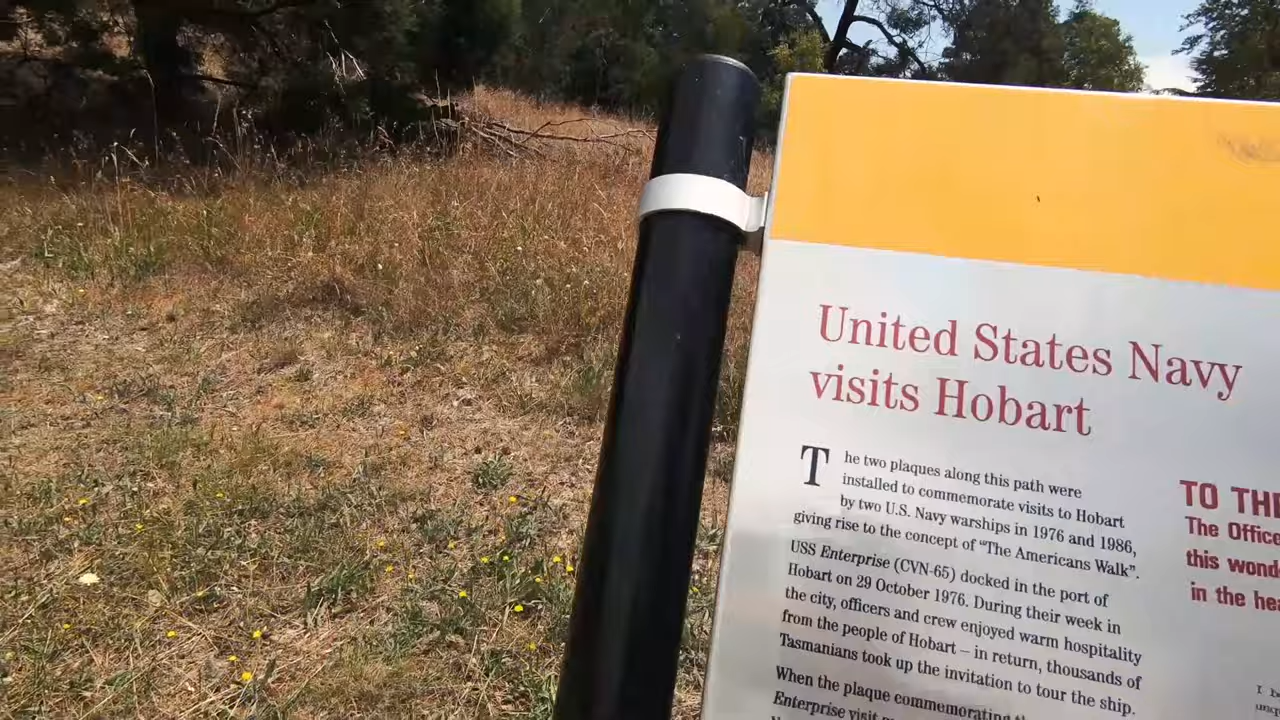 United States Navy
visits Hobart
The two plaques along this path were
installed to commemorate visits to Hobart
by two U.S. Navy warships in 1976 and 1986,
giving rise to the concept of “The Americans Walk”.
USS Enterprise (CVN-65) docked in the port of
Hobart on 29 October 1976. During their week in
the city, officers and crew enjoyed warm hospitality
from the people of Hobart – in return, thousands of
Tasmanians took up the invitation to tour the ship.
When the plaque commemorating
Enterprise visit
TO
The
this
in the